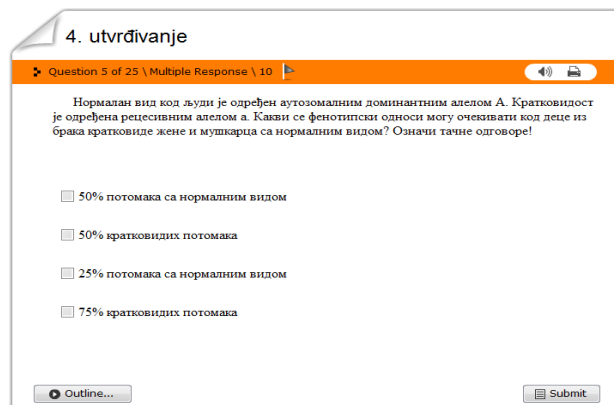 4. utvrđivanje
Question 5 of 25 \ Multiple Response \ 10
Нормалан вид код људи је одређен аутозомалним доминантним алелом А. Кратковидост
је одређена рецесивним алелом а. Какви се фенотипски односи могу очекивати код деце из
брака кратковиде жене и мушкарца са нормалним видом? Означи тачне одговоре!
50% потомака са нормалним видом
50% кратковидих потомака
25% потомака са нормалним видом
75% кратковидих потомака
Outline...
Submit